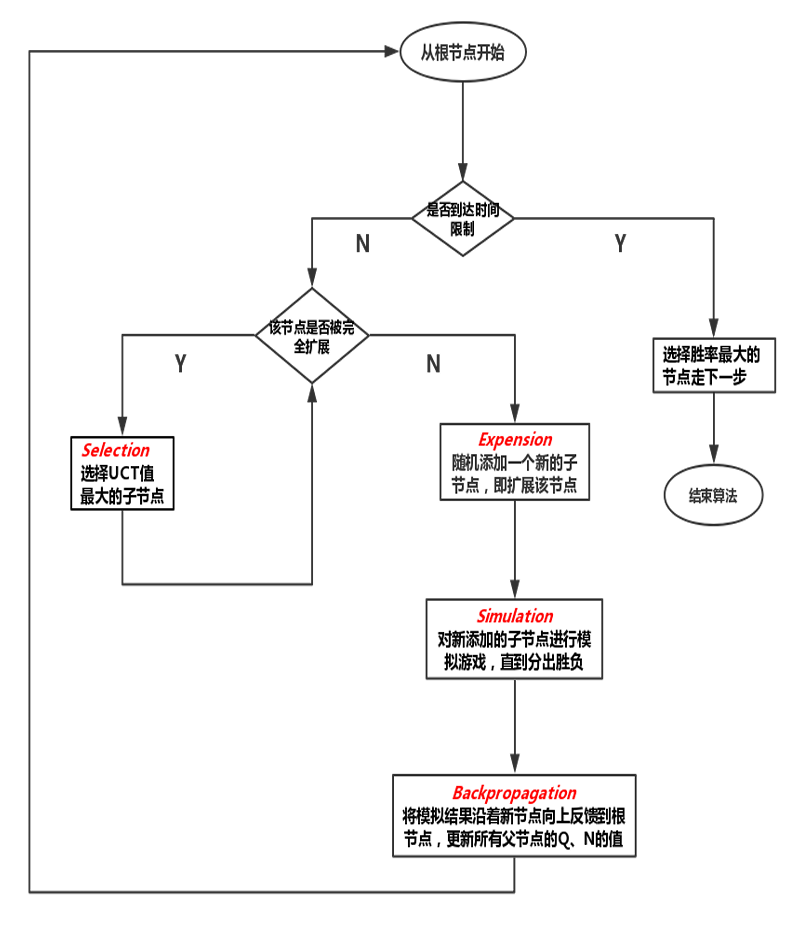 从根节点开始
是否到达时间
限制
N
Y
该节点是否被完
全扩展
Y
N
选择胜率最大的
节点走下一步
Selection
选择UCT值
最大的子节点
Expension
随机添加一个新的子
节点，即扩展该节点
结束算法
Simulation
对新添加的子节点进行模
拟游戏，直到分出胜负
Backpropagation
将模拟结果沿着新节点向上反馈到根
节点，更新所有父节点的Q、N的值